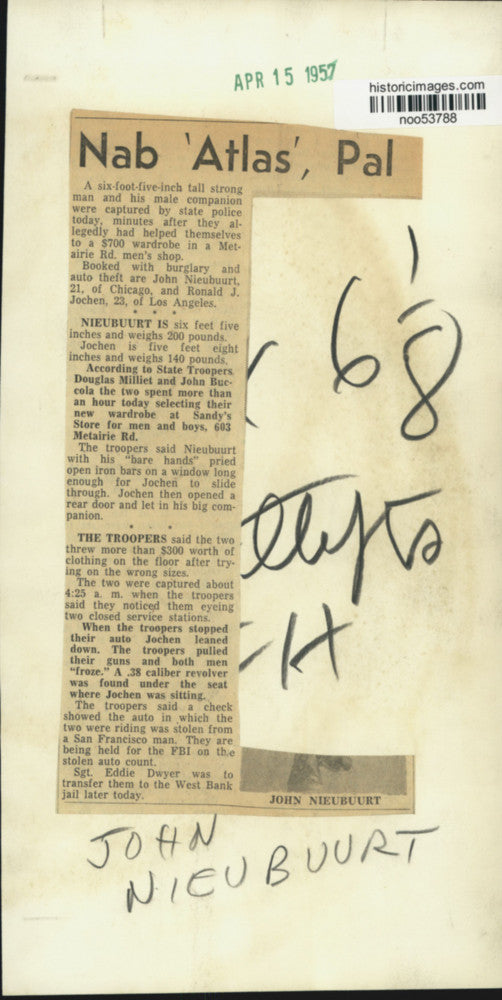 APR 15 1957
historicimages.com
noo53788
Nab 'Atlas', Pal
A six-foot-five-inch tall strong
man and his male companion
were captured by state police
today, minutes after they al-
legedly had helped themselves
to a $700 wardrobe in a Met-
airie Rd. men's shop.
Booked with burglary and
auto theft are John Nieubuurt,
21, of Chicago, and Ronald J.
Jochen, 23, of Los Angeles.
* * *
NIEUBUURT IS six feet five
inches and weighs 200 pounds.
Jochen is five feet eight
inches and weighs 140 pounds.
According to State Troopers
Douglas Milliet and John Buc-
cola the two spent more than
an hour today selecting their
new wardrobe at Sandy's
Store for men and boys, 603
Metairie Rd.
The troopers said Nieubuurt
with his "bare hands" pried
open iron bars on a window long
enough for Jochen to slide
through. Jochen then opened a
rear door and let in his big com-
panion.
* * *
THE TROOPERS said the two
threw more than $300 worth of
clothing on the floor after try-
ing on the wrong sizes.
The two were captured about
4:25 a. m. when the troopers
said they noticed them eyeing
two closed service stations.
When the troopers stopped
their auto Jochen leaned
down. The troopers pulled
their guns and both men
"froze." A .38 caliber revolver
was found under the seat
where Jochen was sitting.
The troopers said a check
showed the auto in which the
two were riding was stolen from
a San Francisco man. They are
being held for the FBI on the
stolen auto count.
Sgt. Eddie Dwyer was to
transfer them to the West Bank
jail later today.
6 1/8
JOHN NIEUBUURT
JOHN
NIEUBUURT